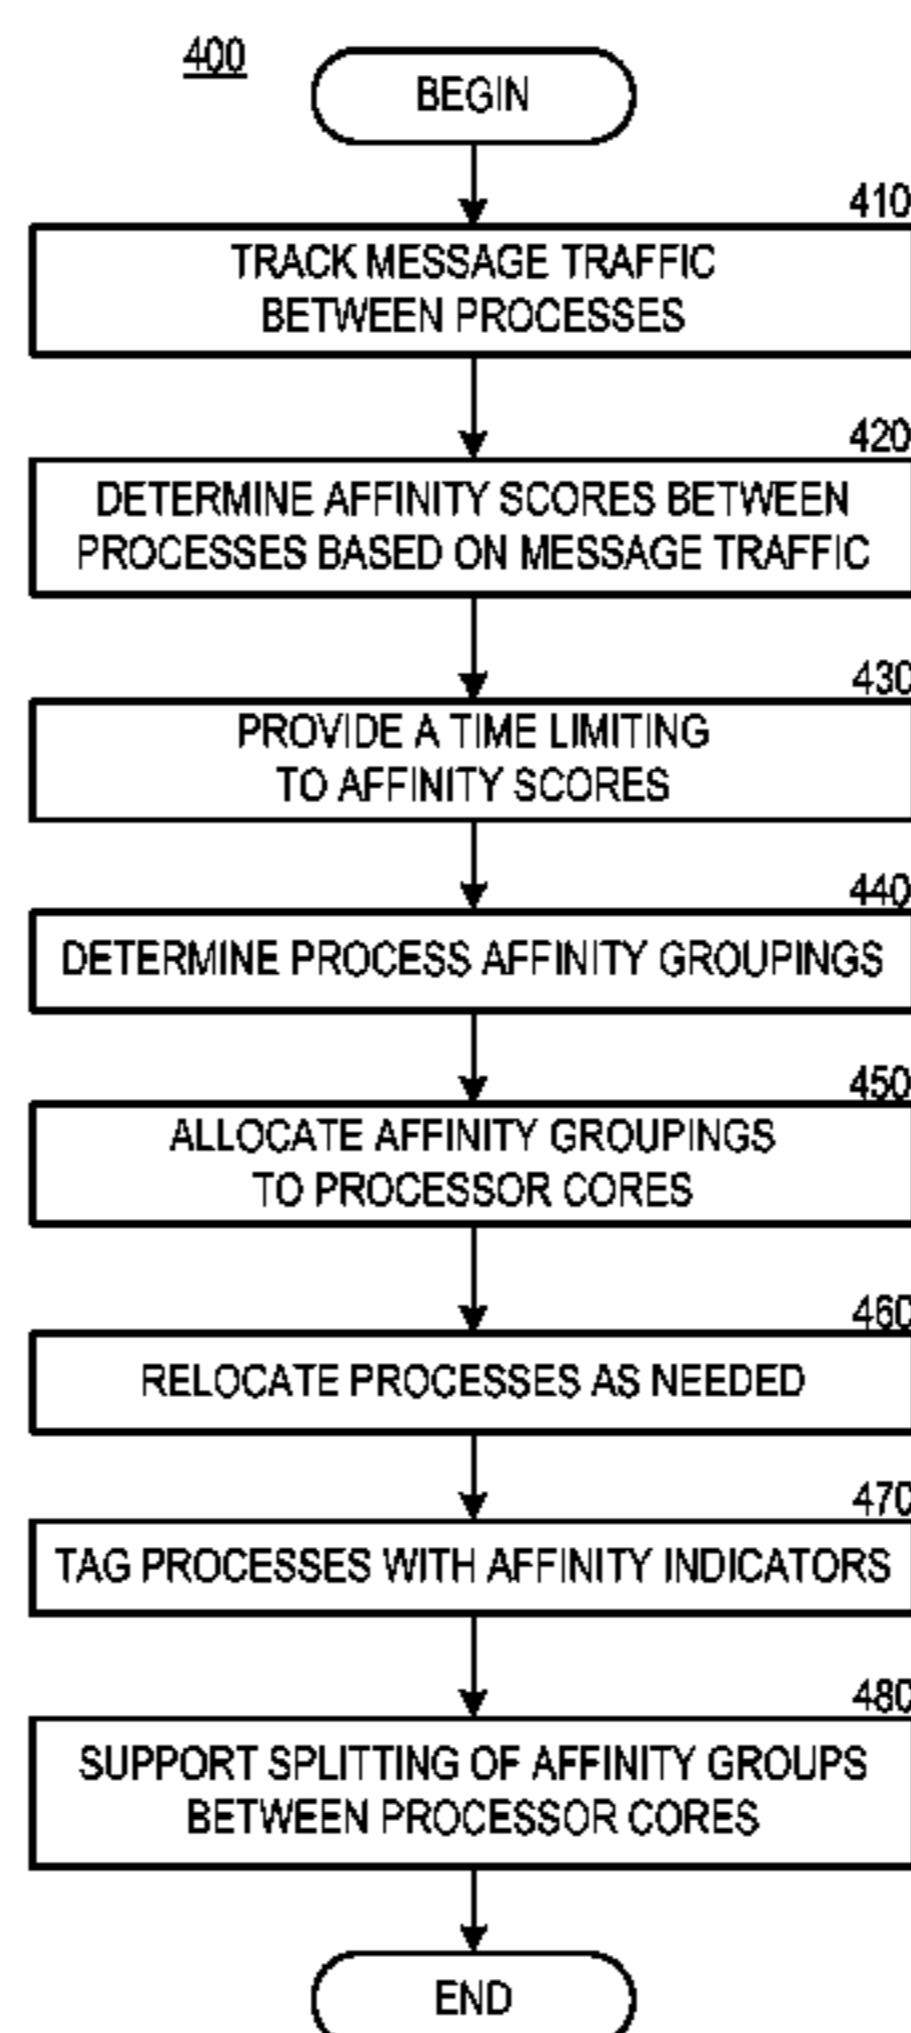 400
BEGIN
410
TRACK MESSAGE TRAFFIC
BETWEEN PROCESSES
420
DETERMINE AFFINITY SCORES BETWEEN
PROCESSES BASED ON MESSAGE TRAFFIC
430
PROVIDE A TIME LIMITING
TO AFFINITY SCORES
440
DETERMINE PROCESS AFFINITY GROUPINGS
450
ALLOCATE AFFINITY GROUPINGS
TO PROCESSOR CORES
460
RELOCATE PROCESSES AS NEEDED
470
TAG PROCESSES WITH AFFINITY INDICATORS
480
SUPPORT SPLITTING OF AFFINITY GROUPS
BETWEEN PROCESSOR CORES
END